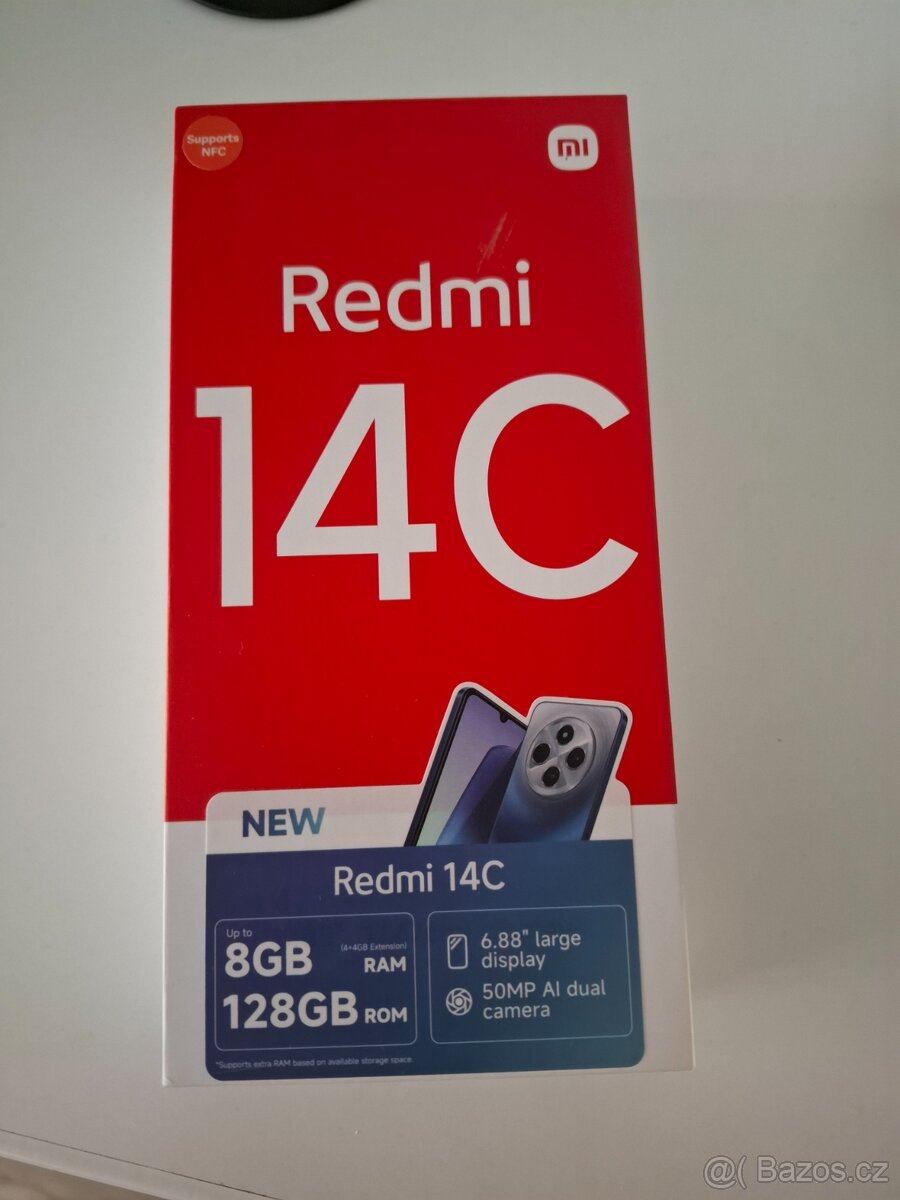 Supports
NFC
mi
Redmi
14C
NEW
Redmi 14C
Up to
8GB (4+4GB Extension) RAM
128GB ROM
6.88" large
display
50MP AI dual
camera
*Supports extra RAM based on available storage space.
@( Bazos.cz